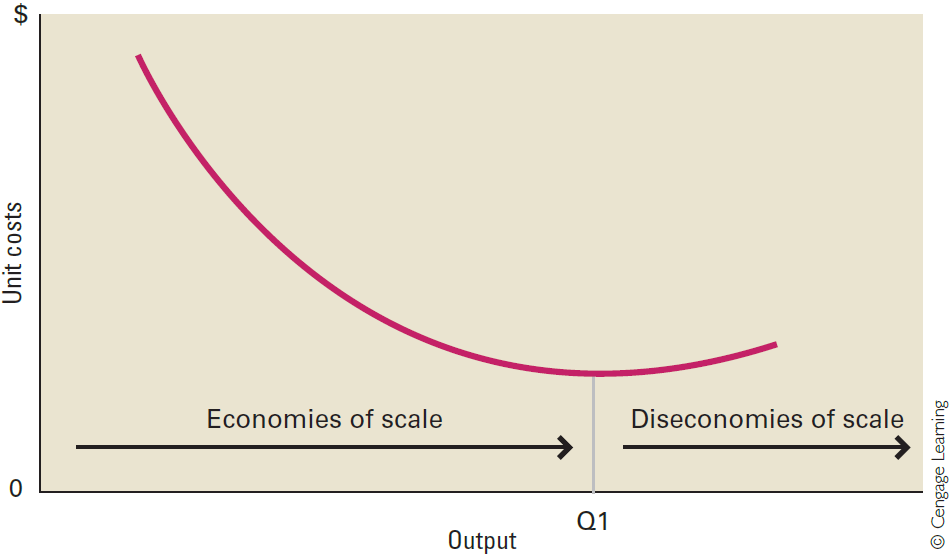 $
Unit costs
Economies of scale
Diseconomies of scale
0
Q1
Output
© Cengage Learning